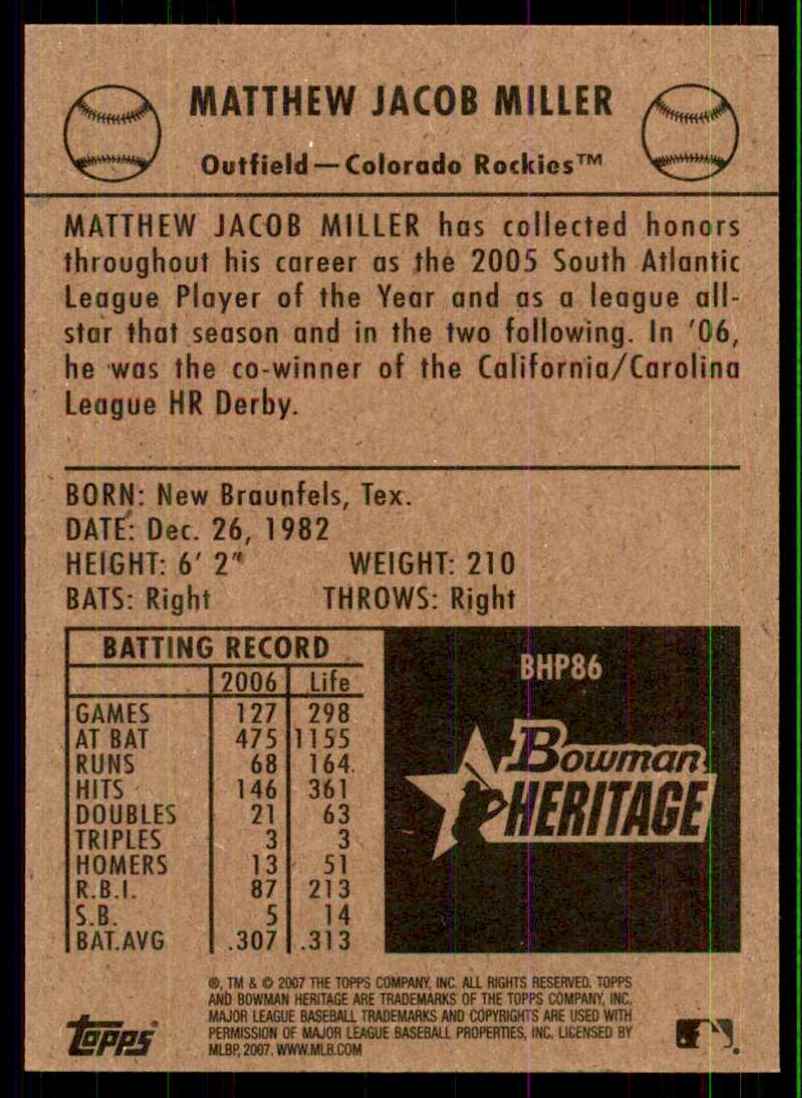 MATTHEW JACOB MILLER
Outfield—Colorado Rockies™
MATTHEW JACOB MILLER has collected honors
throughout his career as the 2005 South Atlantic
League Player of the Year and as a league all-
star that season and in the two following. In '06,
he was the co-winner of the California/Carolina
League HR Derby.
BORN: New Braunfels, Tex.
DATE: Dec. 26, 1982
HEIGHT: 6' 2" WEIGHT: 210
BATS: Right THROWS: Right
BATTING RECORD
2006 Life
GAMES 127 298
AT BAT 475 1155
RUNS 68 164
HITS 146 361
DOUBLES 21 63
TRIPLES 3 3
HOMERS 13 51
R.B.I. 87 213
S.B. 5 14
BAT.AVG .307 .313
BHP86
Bowman
HERITAGE
®, TM & © 2007 THE TOPPS COMPANY, INC. ALL RIGHTS RESERVED. TOPPS
AND BOWMAN HERITAGE ARE TRADEMARKS OF THE TOPPS COMPANY, INC.
MAJOR LEAGUE BASEBALL TRADEMARKS AND COPYRIGHTS ARE USED WITH
PERMISSION OF MAJOR LEAGUE BASEBALL PROPERTIES, INC. LICENSED BY
MLBP, 2007. WWW.MLB.COM
Topps